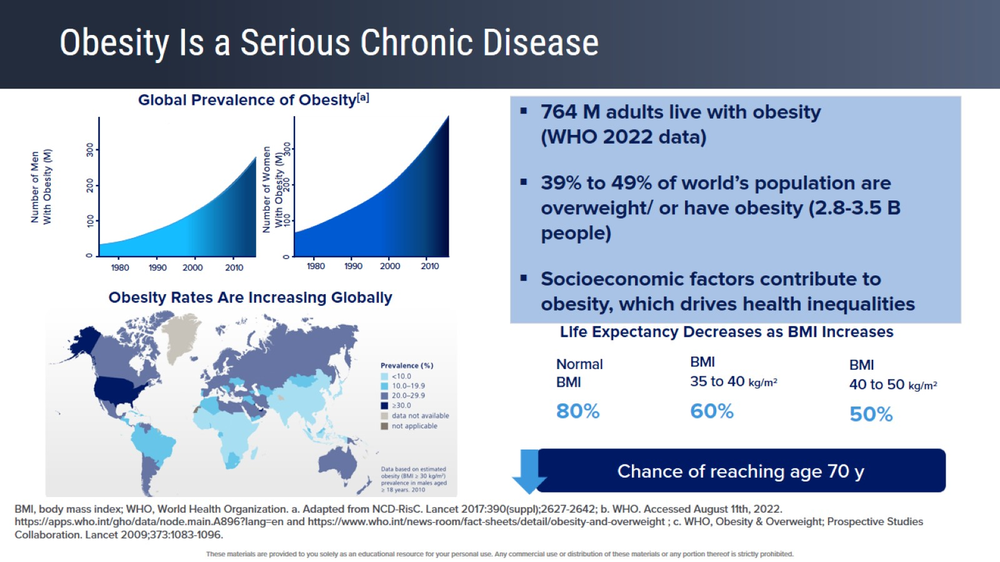 Obesity Is a Serious Chronic Disease
Global Prevalence of Obesity[a]
Number of Men
With Obesity (M)
300
200
100
0
1980 1990 2000 2010
Number of Women
With Obesity (M)
300
200
100
0
1980 1990 2000 2010
Obesity Rates Are Increasing Globally
Prevalence (%)
<10.0
10.0–19.9
20.0–29.9
≥30.0
data not available
not applicable
Data based on estimated
obesity (BMI ≥ 30 kg/m²)
prevalence in males aged
≥ 18 years. 2010
▪ 764 M adults live with obesity
(WHO 2022 data)
▪ 39% to 49% of world’s population are
overweight/ or have obesity (2.8-3.5 B
people)
▪ Socioeconomic factors contribute to
obesity, which drives health inequalities
Life Expectancy Decreases as BMI Increases
Normal
BMI
80%
BMI
35 to 40 kg/m²
60%
BMI
40 to 50 kg/m²
50%
Chance of reaching age 70 y
BMI, body mass index; WHO, World Health Organization. a. Adapted from NCD-RisC. Lancet 2017:390(suppl);2627-2642; b. WHO. Accessed August 11th, 2022.
https://apps.who.int/gho/data/node.main.A896?lang=en and https://www.who.int/news-room/fact-sheets/detail/obesity-and-overweight ; c. WHO, Obesity & Overweight; Prospective Studies
Collaboration. Lancet 2009;373:1083-1096.
These materials are provided to you solely as an educational resource for your personal use. Any commercial use or distribution of these materials or any portion thereof is strictly prohibited.